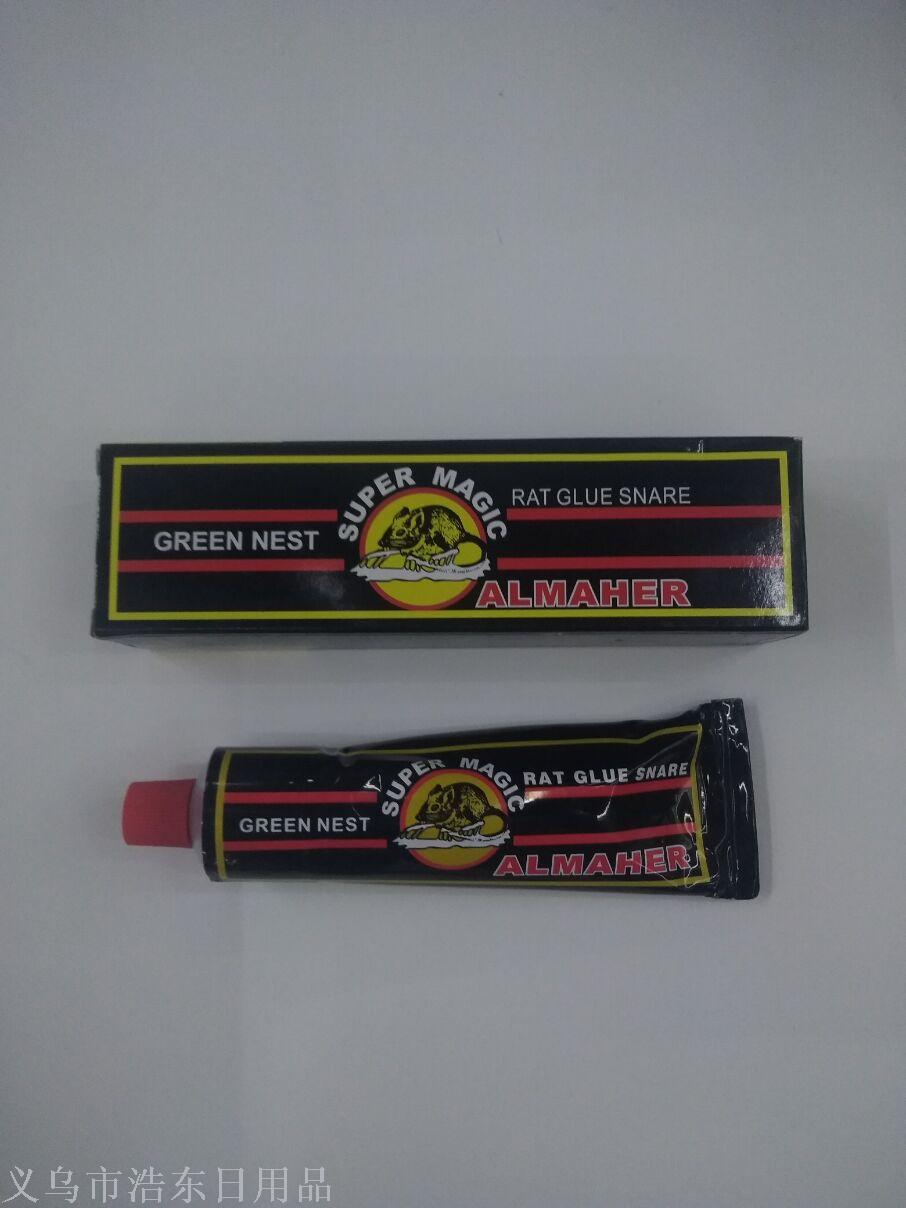 SUPER MAGIC
RAT GLUE SNARE
GREEN NEST
ALMAHER
SUPER MAGIC
RAT GLUE SNARE
GREEN NEST
ALMAHER
义乌市浩东日用品